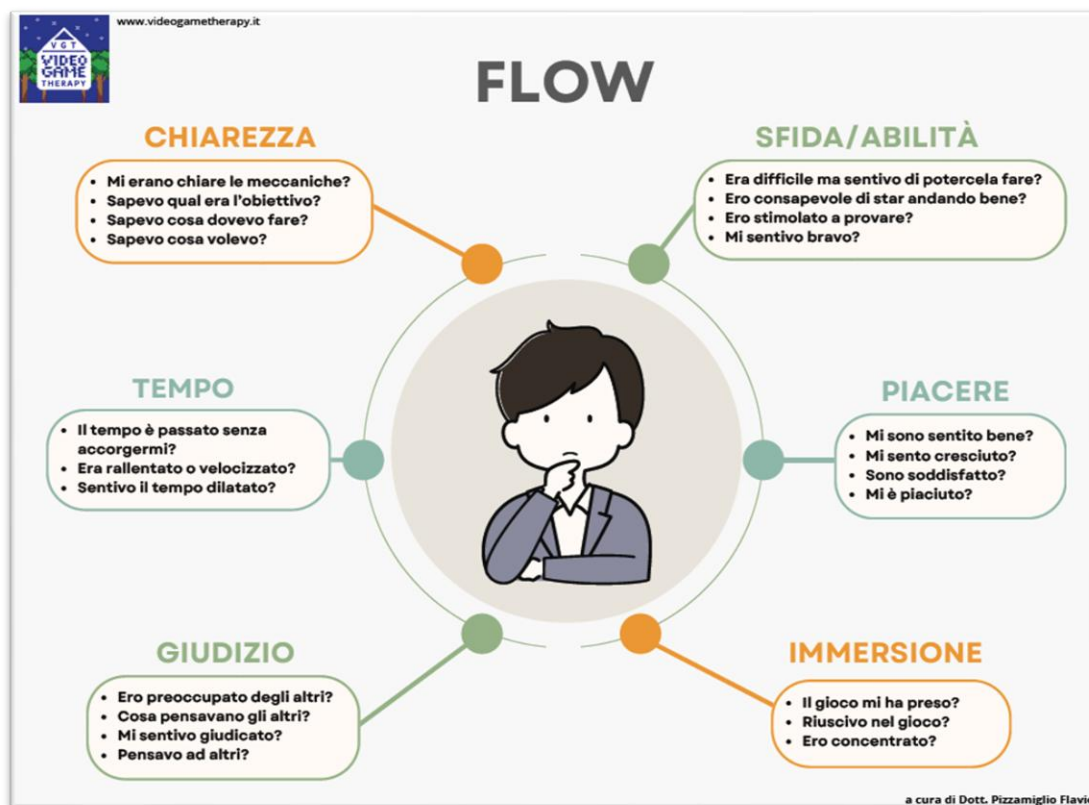 www.videogametherapy.it
VGT
VIDEO
GAME
THERAPY
FLOW
CHIAREZZA
• Mi erano chiare le meccaniche?
• Sapevo qual era l'obiettivo?
• Sapevo cosa dovevo fare?
• Sapevo cosa volevo?
SFIDA/ABILITÀ
• Era difficile ma sentivo di potercela fare?
• Ero consapevole di star andando bene?
• Ero stimolato a provare?
• Mi sentivo bravo?
TEMPO
• Il tempo è passato senza
accorgermi?
• Era rallentato o velocizzato?
• Sentivo il tempo dilatato?
PIACERE
• Mi sono sentito bene?
• Mi sento cresciuto?
• Sono soddisfatto?
• Mi è piaciuto?
GIUDIZIO
• Ero preoccupato degli altri?
• Cosa pensavano gli altri?
• Mi sentivo giudicato?
• Pensavo ad altri?
IMMERSIONE
• Il gioco mi ha preso?
• Riuscivo nel gioco?
• Ero concentrato?
a cura di Dott. Pizzamiglio Flavi